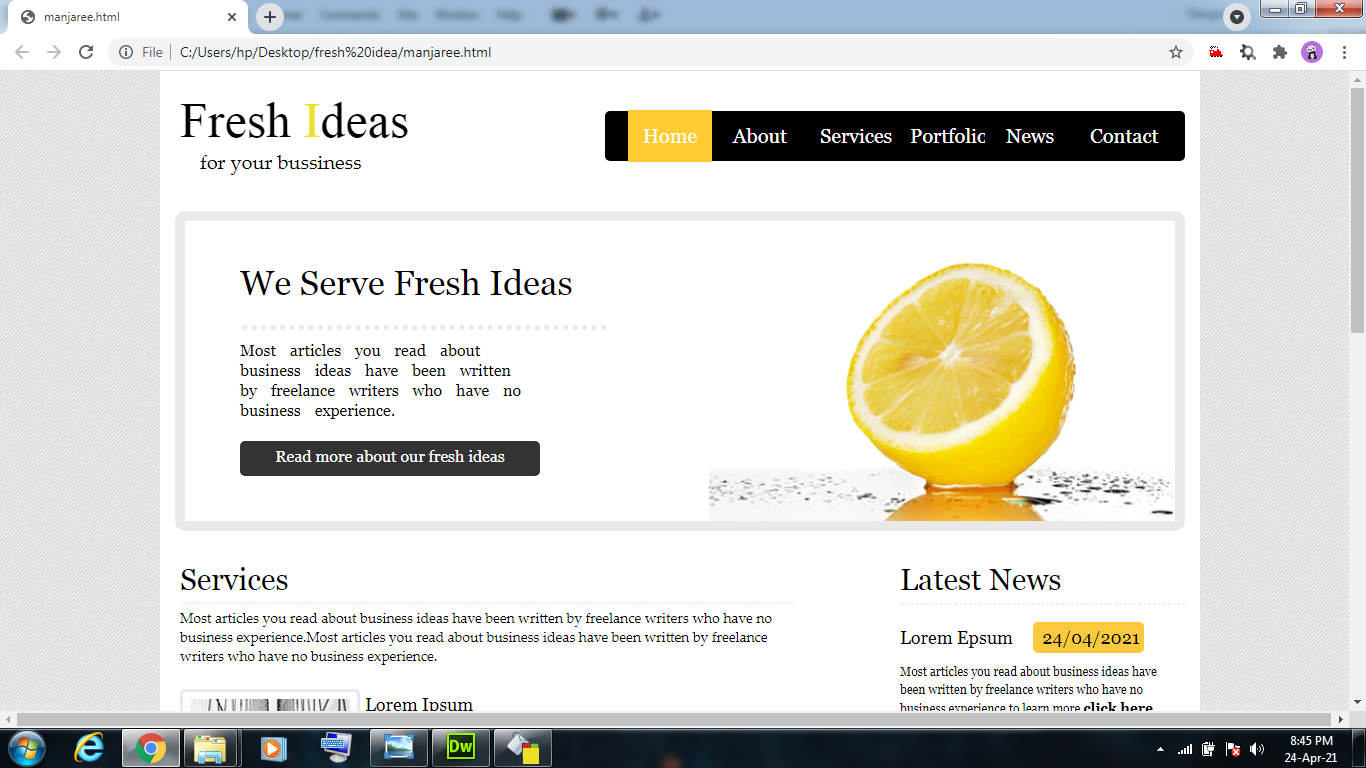 manjaree.html
Commands
Site
Window
Help
File
C:/Users/hp/Desktop/fresh%20idea/manjaree.html
Fresh Ideas
for your bussiness
Home About Services Portfolio News Contact
We Serve Fresh Ideas
Most articles you read about
business ideas have been written
by freelance writers who have no
business experience.
Read more about our fresh ideas
Services
Most articles you read about business ideas have been written by freelance writers who have no
business experience.Most articles you read about business ideas have been written by freelance
writers who have no business experience.
Lorem Ipsum
Latest News
Lorem Epsum 24/04/2021
Most articles you read about business ideas have
been written by freelance writers who have no
business experience to learn more click here
Dw
8:45 PM
24-Apr-21